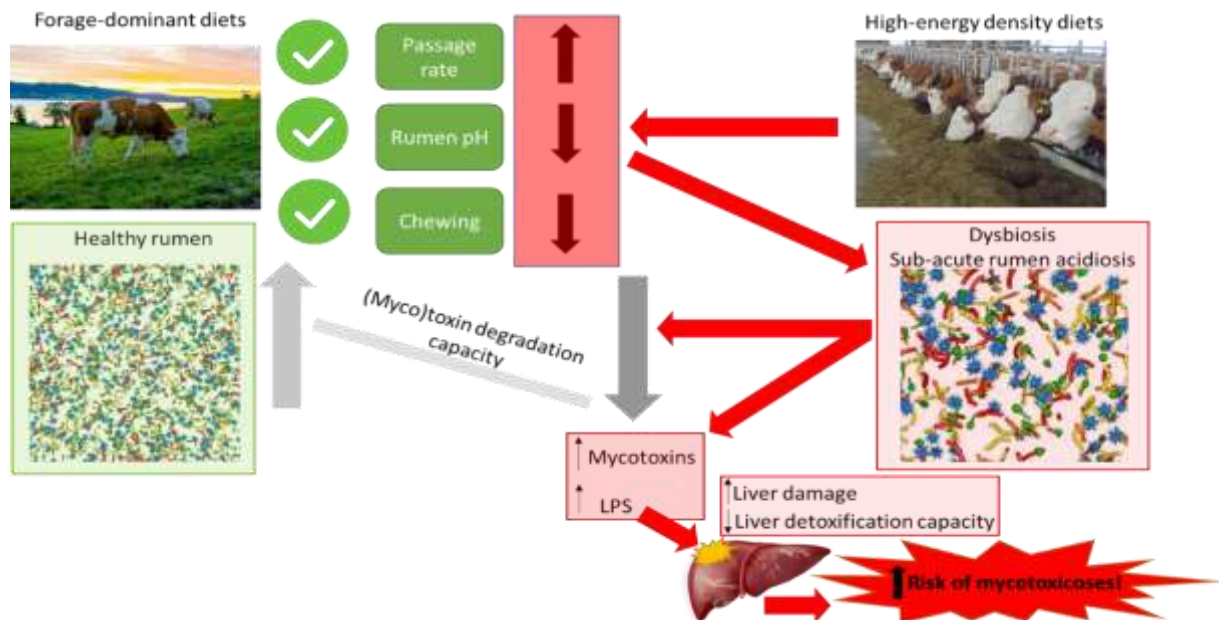 Forage-dominant diets
High-energy density diets
Passage
rate
Rumen pH
Chewing
Healthy rumen
Dysbiosis
Sub-acute rumen acidiosis
(Myco)toxin degradation
capacity
Mycotoxins
LPS
Liver damage
Liver detoxification capacity
Risk of mycotoxicoses!